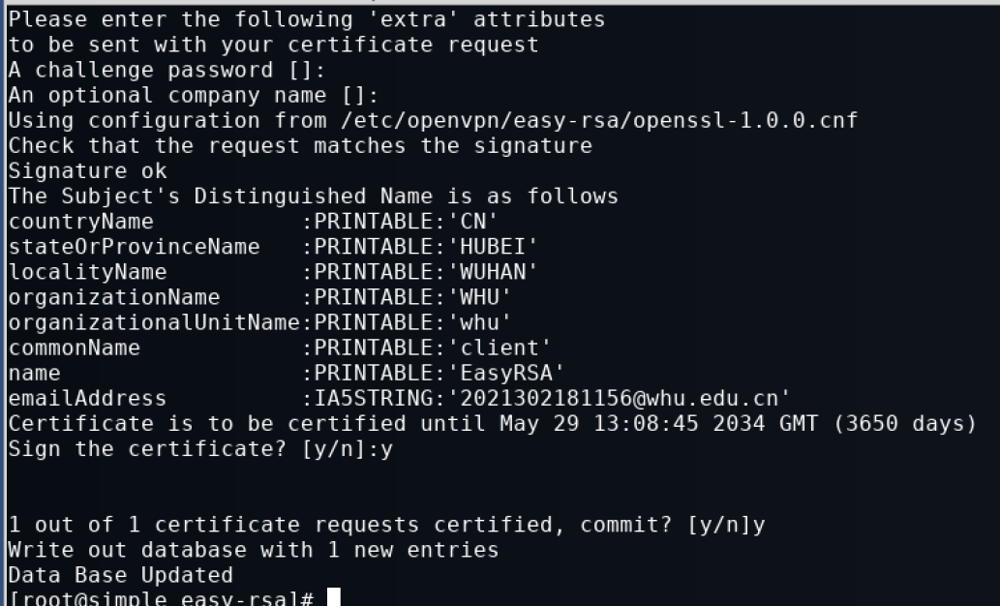 Please enter the following 'extra' attributes
to be sent with your certificate request
A challenge password []:
An optional company name []:
Using configuration from /etc/openvpn/easy-rsa/openssl-1.0.0.cnf
Check that the request matches the signature
Signature ok
The Subject's Distinguished Name is as follows
countryName           :PRINTABLE:'CN'
stateOrProvinceName   :PRINTABLE:'HUBEI'
localityName          :PRINTABLE:'WUHAN'
organizationName      :PRINTABLE:'WHU'
organizationalUnitName:PRINTABLE:'whu'
commonName            :PRINTABLE:'client'
name                  :PRINTABLE:'EasyRSA'
emailAddress          :IA5STRING:'2021302181156@whu.edu.cn'
Certificate is to be certified until May 29 13:08:45 2034 GMT (3650 days)
Sign the certificate? [y/n]:y
1 out of 1 certificate requests certified, commit? [y/n]y
Write out database with 1 new entries
Data Base Updated
[root@simple easy-rsa]#